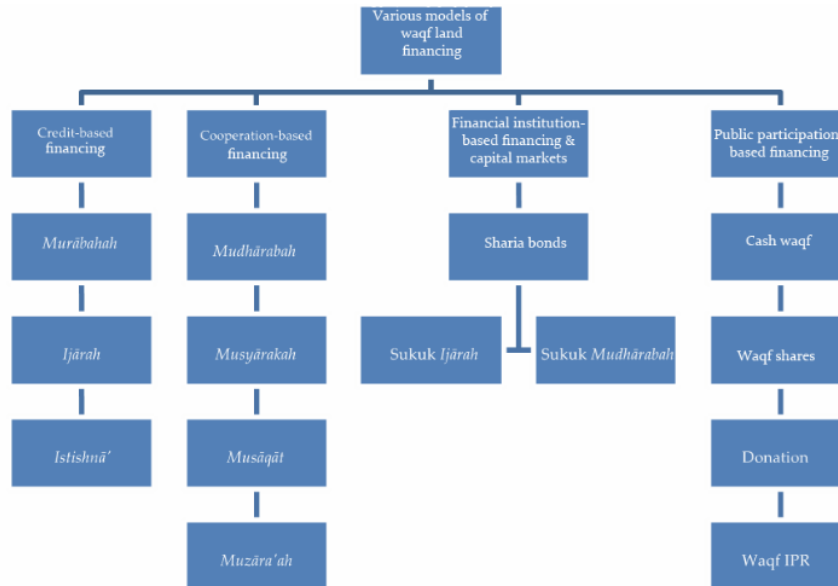 Various models of
waqf land
financing
Credit-based
financing
Cooperation-based
financing
Financial institution-
based financing &
capital markets
Public participation
based financing
Murābahah
Mudhārabah
Sharia bonds
Cash waqf
Ijārah
Musyārakah
Sukuk Ijārah
Sukuk Mudhārabah
Waqf shares
Istishnā'
Musāqāt
Donation
Muzāra'ah
Waqf IPR